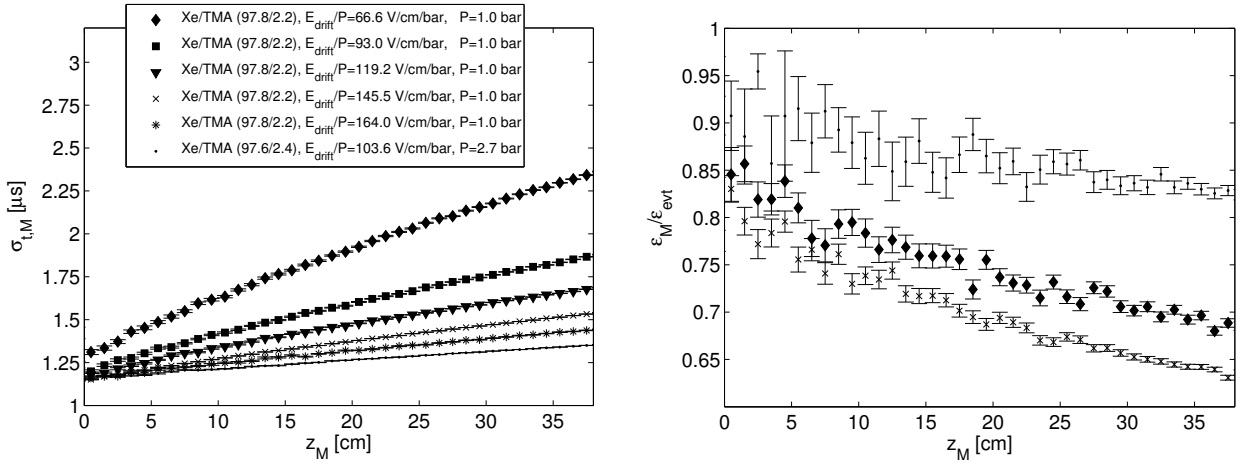 Xe/TMA (97.8/2.2), E_drift/P=66.6 V/cm/bar, P=1.0 bar
Xe/TMA (97.8/2.2), E_drift/P=93.0 V/cm/bar, P=1.0 bar
Xe/TMA (97.8/2.2), E_drift/P=119.2 V/cm/bar, P=1.0 bar
Xe/TMA (97.8/2.2), E_drift/P=145.5 V/cm/bar, P=1.0 bar
Xe/TMA (97.8/2.2), E_drift/P=164.0 V/cm/bar, P=1.0 bar
Xe/TMA (97.6/2.4), E_drift/P=103.6 V/cm/bar, P=2.7 bar
3
2.75
2.5
2.25
2
1.75
1.5
1.25
1
σ_t,M [µs]
0 5 10 15 20 25 30 35
z_M [cm]
0.95
0.9
0.85
0.8
0.75
0.7
0.65
ε_M/ε_evt
0 5 10 15 20 25 30 35
z_M [cm]